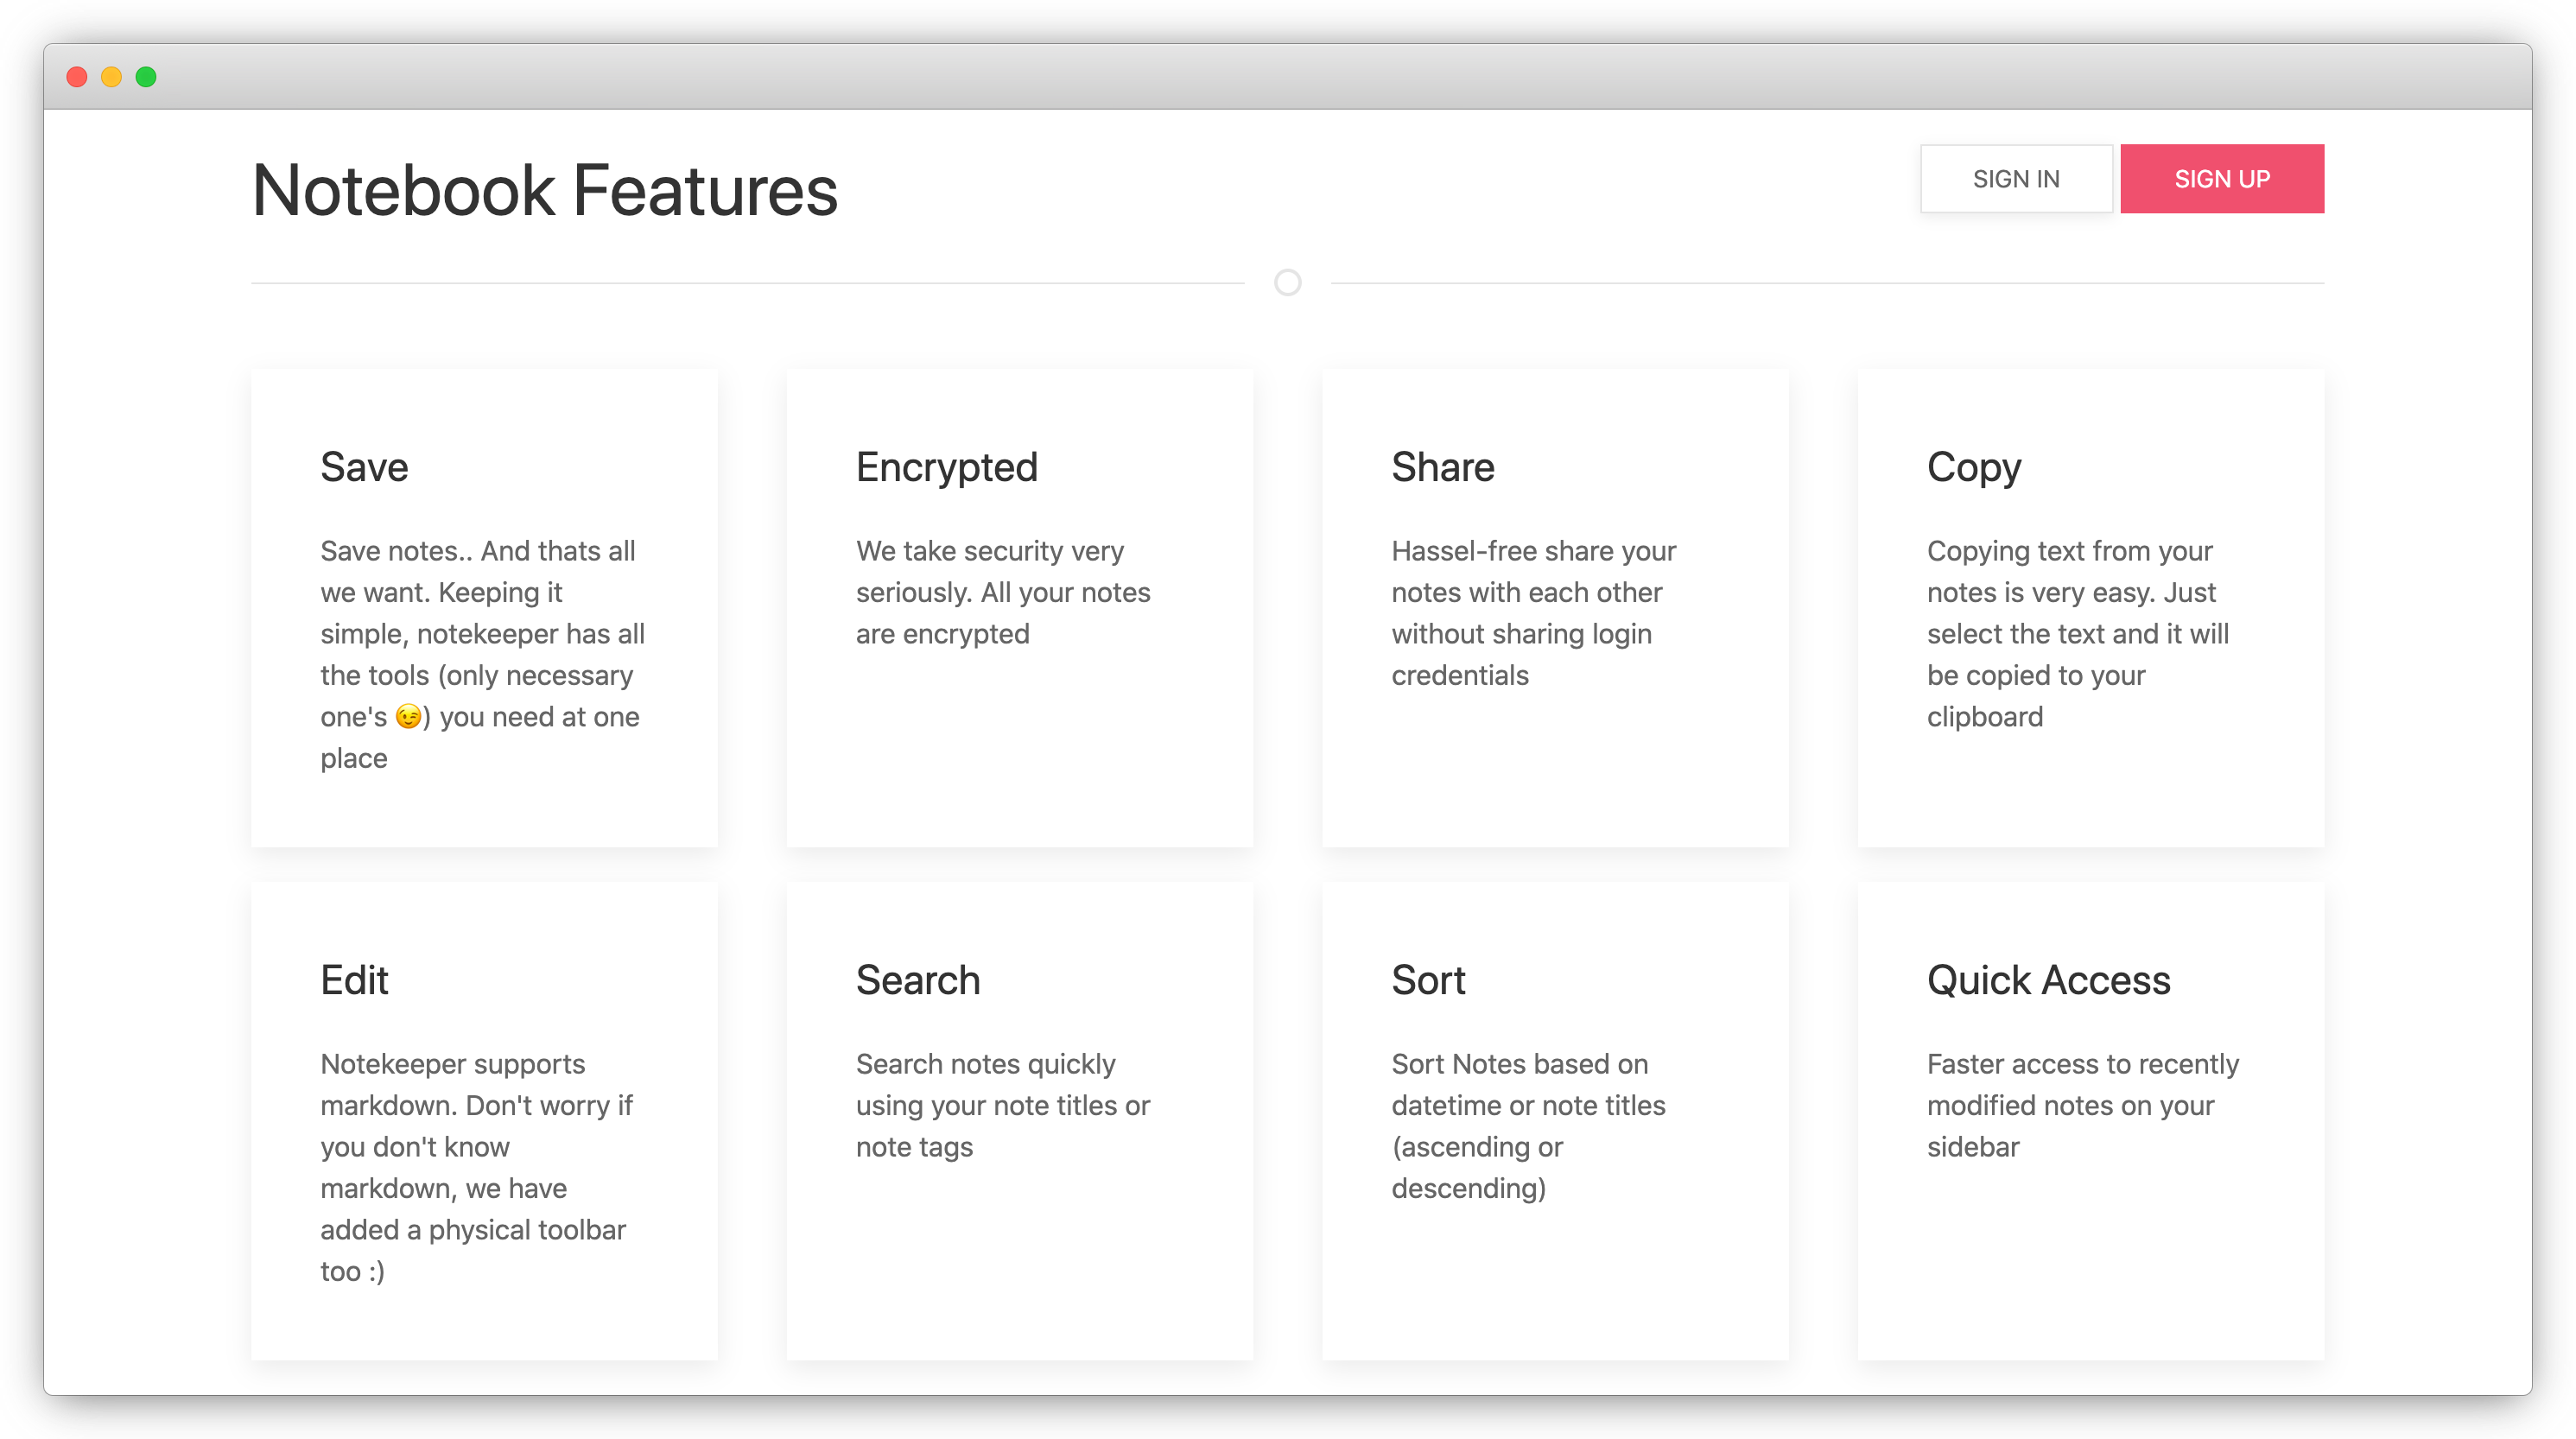 Notebook Features
SIGN IN
SIGN UP
Save
Save notes.. And thats all
we want. Keeping it
simple, notekeeper has all
the tools (only necessary
one's 😉) you need at one
place
Encrypted
We take security very
seriously. All your notes
are encrypted
Share
Hassel-free share your
notes with each other
without sharing login
credentials
Copy
Copying text from your
notes is very easy. Just
select the text and it will
be copied to your
clipboard
Edit
Notekeeper supports
markdown. Don't worry if
you don't know
markdown, we have
added a physical toolbar
too :)
Search
Search notes quickly
using your note titles or
note tags
Sort
Sort Notes based on
datetime or note titles
(ascending or
descending)
Quick Access
Faster access to recently
modified notes on your
sidebar